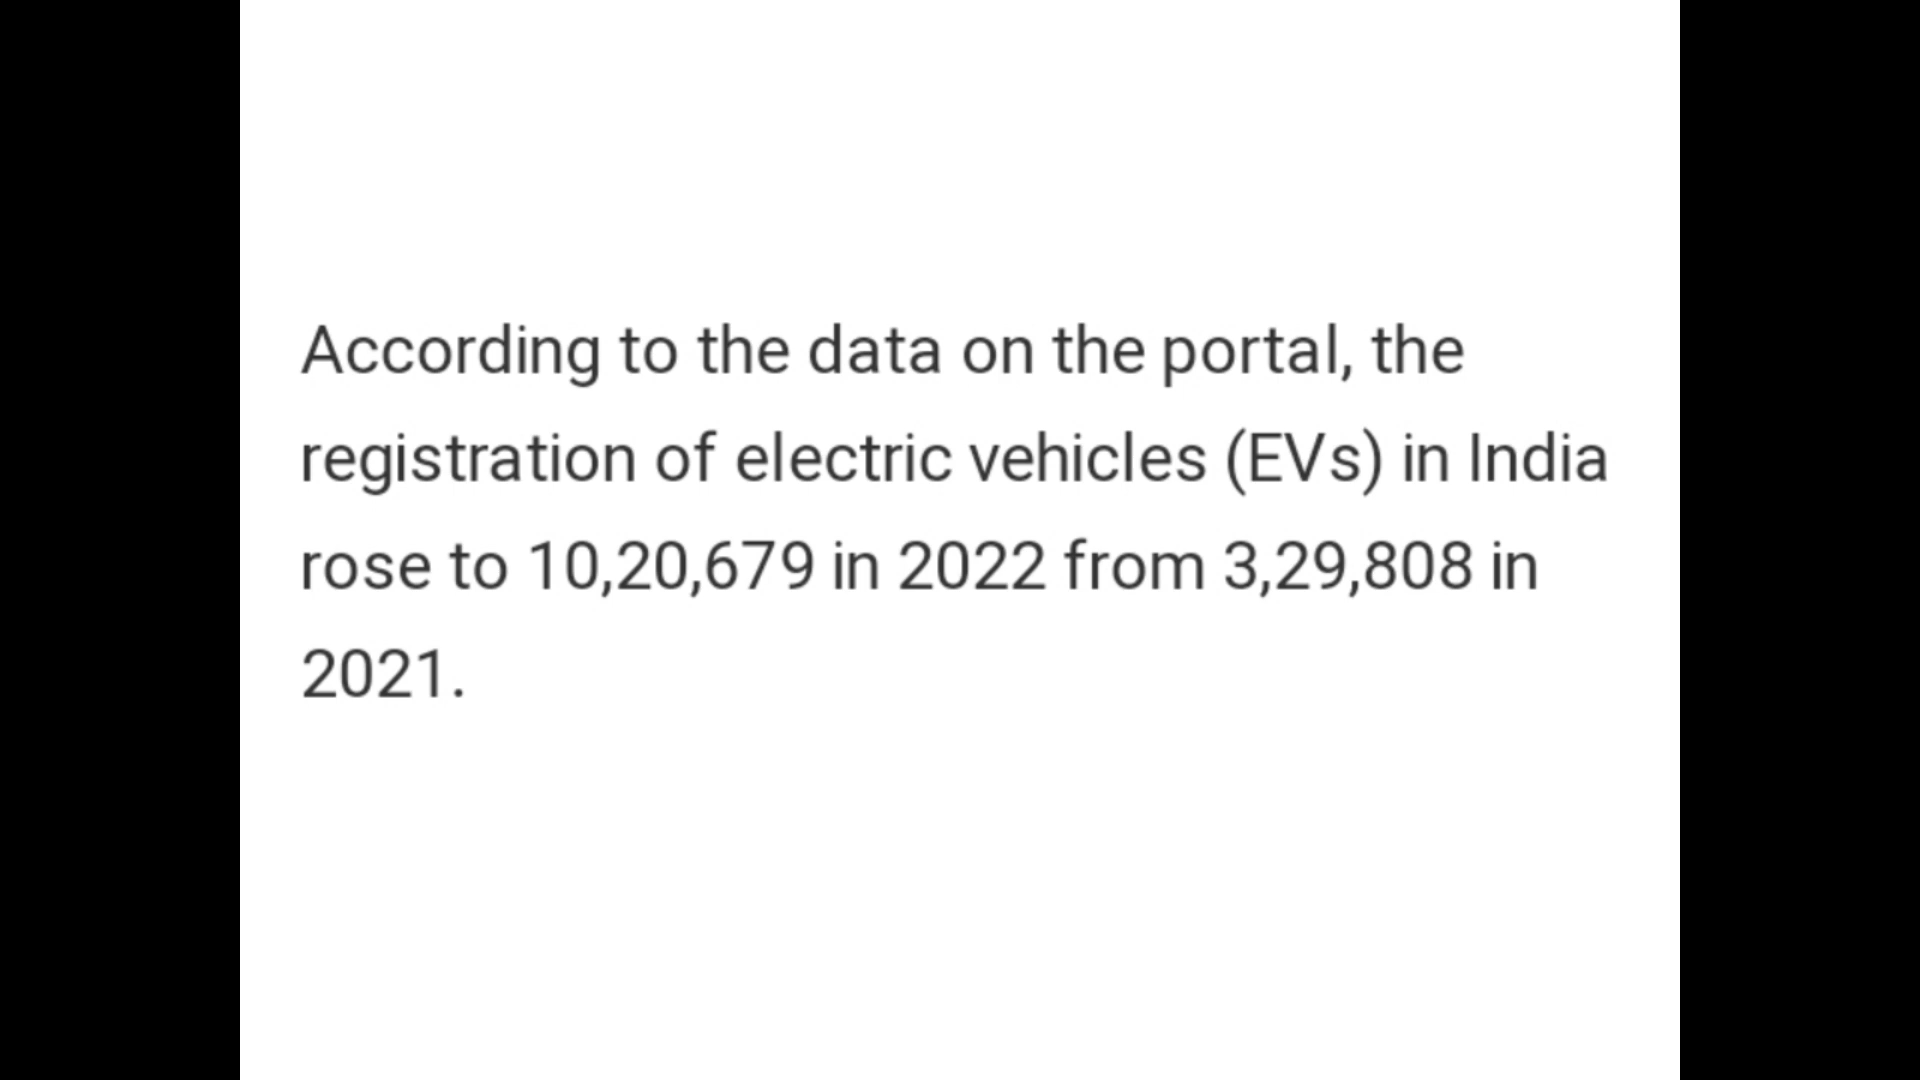 According to the data on the portal, the
registration of electric vehicles (EVs) in India
rose to 10,20,679 in 2022 from 3,29,808 in
2021.